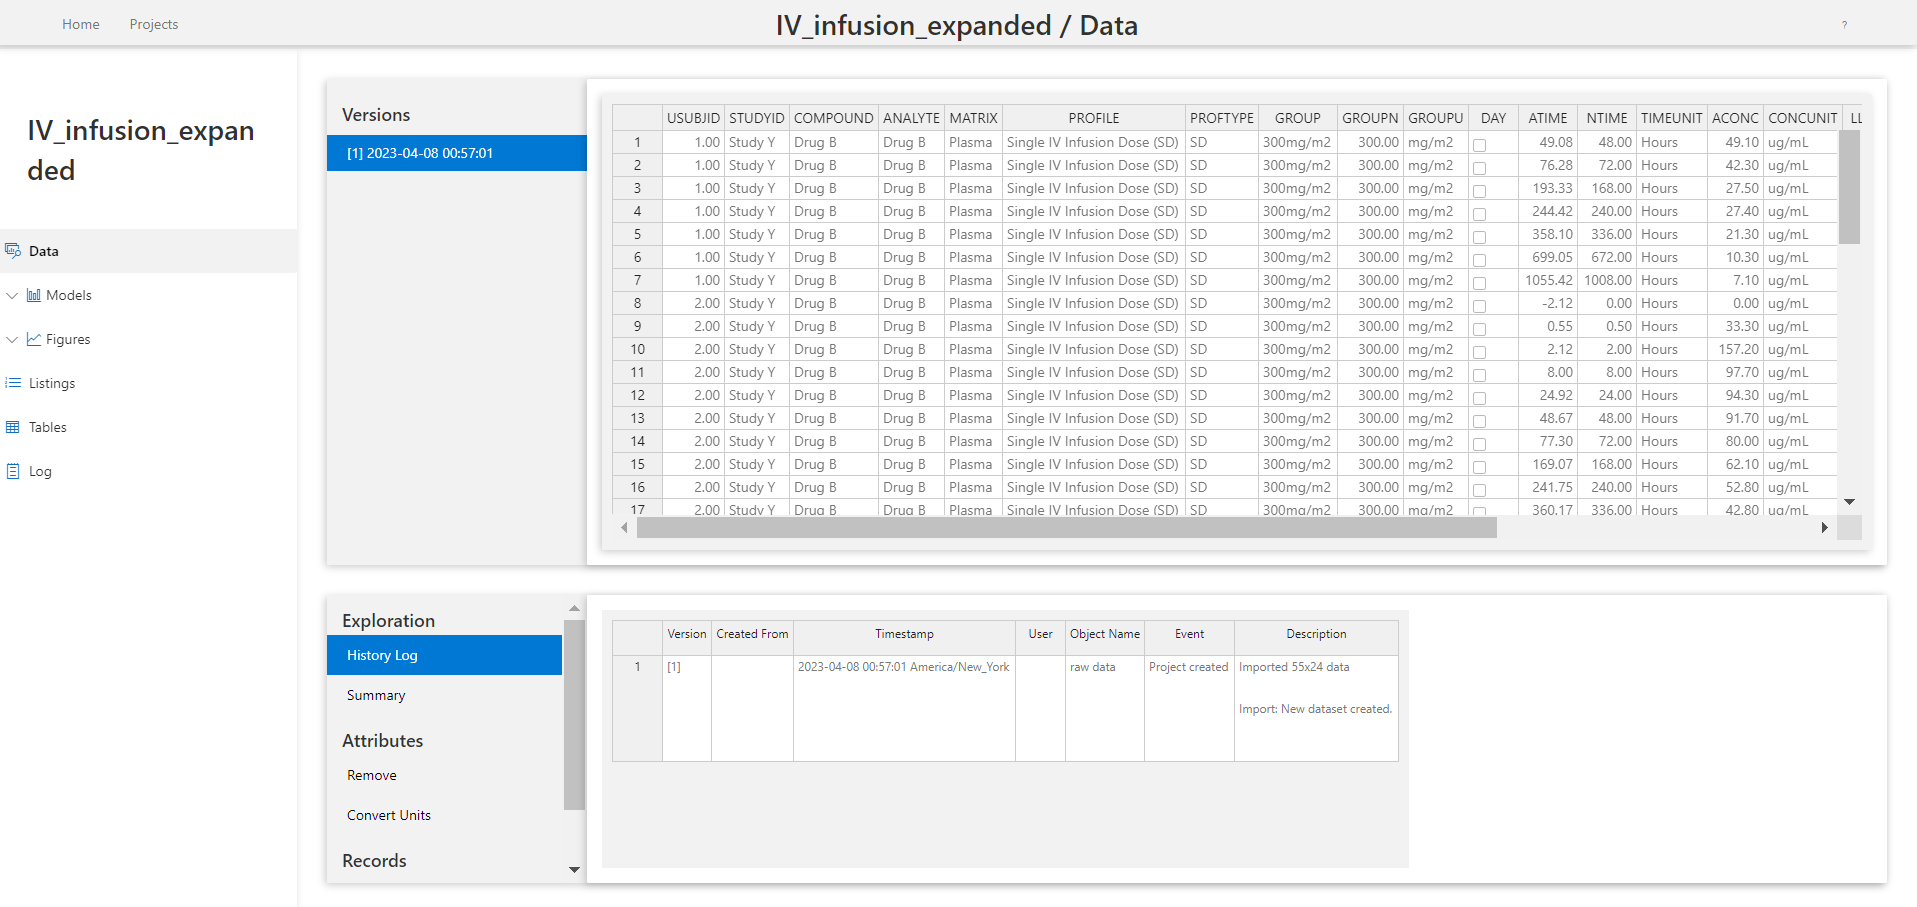 Home Projects IV_infusion_expanded / Data ?
IV_infusion_expan
ded
Data
Models
Figures
Listings
Tables
Log
Versions
[1] 2023-04-08 00:57:01
USUBJID STUDYID COMPOUND ANALYTE MATRIX PROFILE PROFTYPE GROUP GROUPN GROUPU DAY ATIME NTIME TIMEUNIT ACONC CONCUNIT LL
1 1.00 Study Y Drug B Drug B Plasma Single IV Infusion Dose (SD) SD 300mg/m2 300.00 mg/m2 49.08 48.00 Hours 49.10 ug/mL
2 1.00 Study Y Drug B Drug B Plasma Single IV Infusion Dose (SD) SD 300mg/m2 300.00 mg/m2 76.28 72.00 Hours 42.30 ug/mL
3 1.00 Study Y Drug B Drug B Plasma Single IV Infusion Dose (SD) SD 300mg/m2 300.00 mg/m2 193.33 168.00 Hours 27.50 ug/mL
4 1.00 Study Y Drug B Drug B Plasma Single IV Infusion Dose (SD) SD 300mg/m2 300.00 mg/m2 244.42 240.00 Hours 27.40 ug/mL
5 1.00 Study Y Drug B Drug B Plasma Single IV Infusion Dose (SD) SD 300mg/m2 300.00 mg/m2 358.10 336.00 Hours 21.30 ug/mL
6 1.00 Study Y Drug B Drug B Plasma Single IV Infusion Dose (SD) SD 300mg/m2 300.00 mg/m2 699.05 672.00 Hours 10.30 ug/mL
7 1.00 Study Y Drug B Drug B Plasma Single IV Infusion Dose (SD) SD 300mg/m2 300.00 mg/m2 1055.42 1008.00 Hours 7.10 ug/mL
8 2.00 Study Y Drug B Drug B Plasma Single IV Infusion Dose (SD) SD 300mg/m2 300.00 mg/m2 -2.12 0.00 Hours 0.00 ug/mL
9 2.00 Study Y Drug B Drug B Plasma Single IV Infusion Dose (SD) SD 300mg/m2 300.00 mg/m2 0.55 0.50 Hours 33.30 ug/mL
10 2.00 Study Y Drug B Drug B Plasma Single IV Infusion Dose (SD) SD 300mg/m2 300.00 mg/m2 2.12 2.00 Hours 157.20 ug/mL
11 2.00 Study Y Drug B Drug B Plasma Single IV Infusion Dose (SD) SD 300mg/m2 300.00 mg/m2 8.00 8.00 Hours 97.70 ug/mL
12 2.00 Study Y Drug B Drug B Plasma Single IV Infusion Dose (SD) SD 300mg/m2 300.00 mg/m2 24.92 24.00 Hours 94.30 ug/mL
13 2.00 Study Y Drug B Drug B Plasma Single IV Infusion Dose (SD) SD 300mg/m2 300.00 mg/m2 48.67 48.00 Hours 91.70 ug/mL
14 2.00 Study Y Drug B Drug B Plasma Single IV Infusion Dose (SD) SD 300mg/m2 300.00 mg/m2 77.30 72.00 Hours 80.00 ug/mL
15 2.00 Study Y Drug B Drug B Plasma Single IV Infusion Dose (SD) SD 300mg/m2 300.00 mg/m2 169.07 168.00 Hours 62.10 ug/mL
16 2.00 Study Y Drug B Drug B Plasma Single IV Infusion Dose (SD) SD 300mg/m2 300.00 mg/m2 241.75 240.00 Hours 52.80 ug/mL
17 2.00 Study Y Drug B Drug B Plasma Single IV Infusion Dose (SD) SD 300mg/m2 300.00 mg/m2 360.17 336.00 Hours 42.80 ug/mL
Exploration
History Log
Summary
Attributes
Remove
Convert Units
Records
Version Created From Timestamp User Object Name Event Description
1 [1] 2023-04-08 00:57:01 America/New_York raw data Project created Imported 55x24 data
Import: New dataset created.